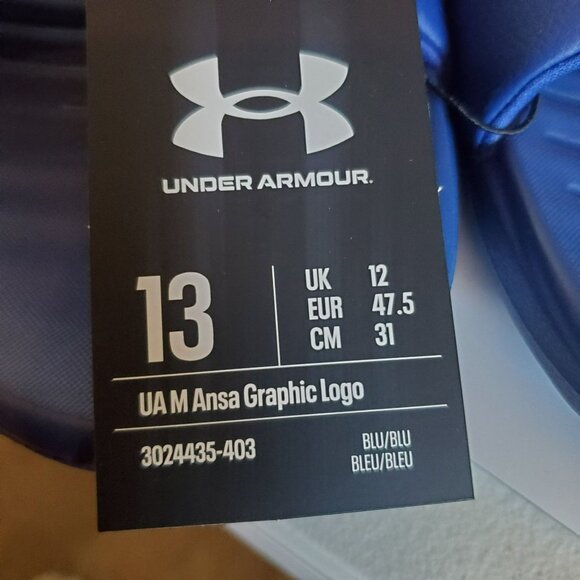 UNDER ARMOUR.
13
UK 12
EUR 47.5
CM 31
UA M Ansa Graphic Logo
3024435-403
BLU/BLU
BLEU/BLEU